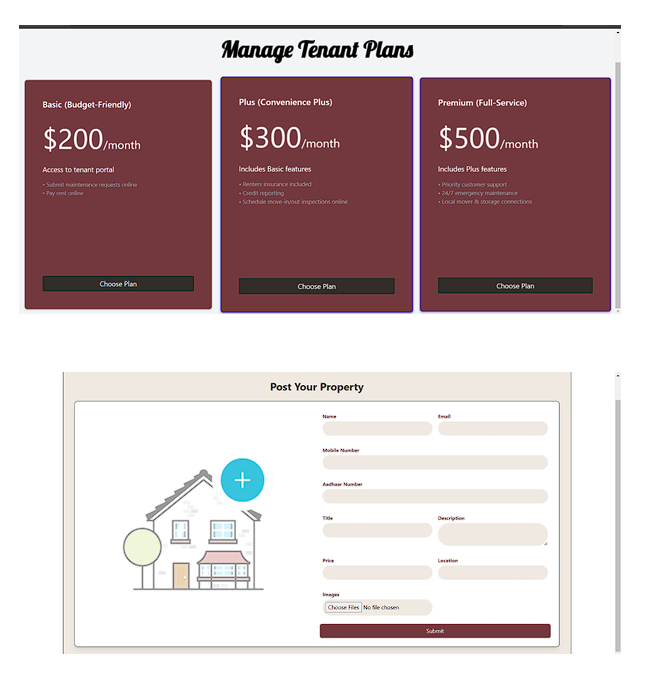 Manage Tenant Plans
Basic (Budget-Friendly)
$200/month
Access to tenant portal
• Submit maintenance requests online
• Pay rent online
Choose Plan
Plus (Convenience Plus)
$300/month
Includes Basic features
• Renters insurance included
• Credit reporting
• Schedule move-in/out inspections online
Choose Plan
Premium (Full-Service)
$500/month
Includes Plus features
• Priority customer support
• 24/7 emergency maintenance
• Local mover & storage connections
Choose Plan
Post Your Property
Name
Email
Mobile Number
Aadhaar Number
Title
Description
Price
Location
Images
Choose Files No file chosen
Submit